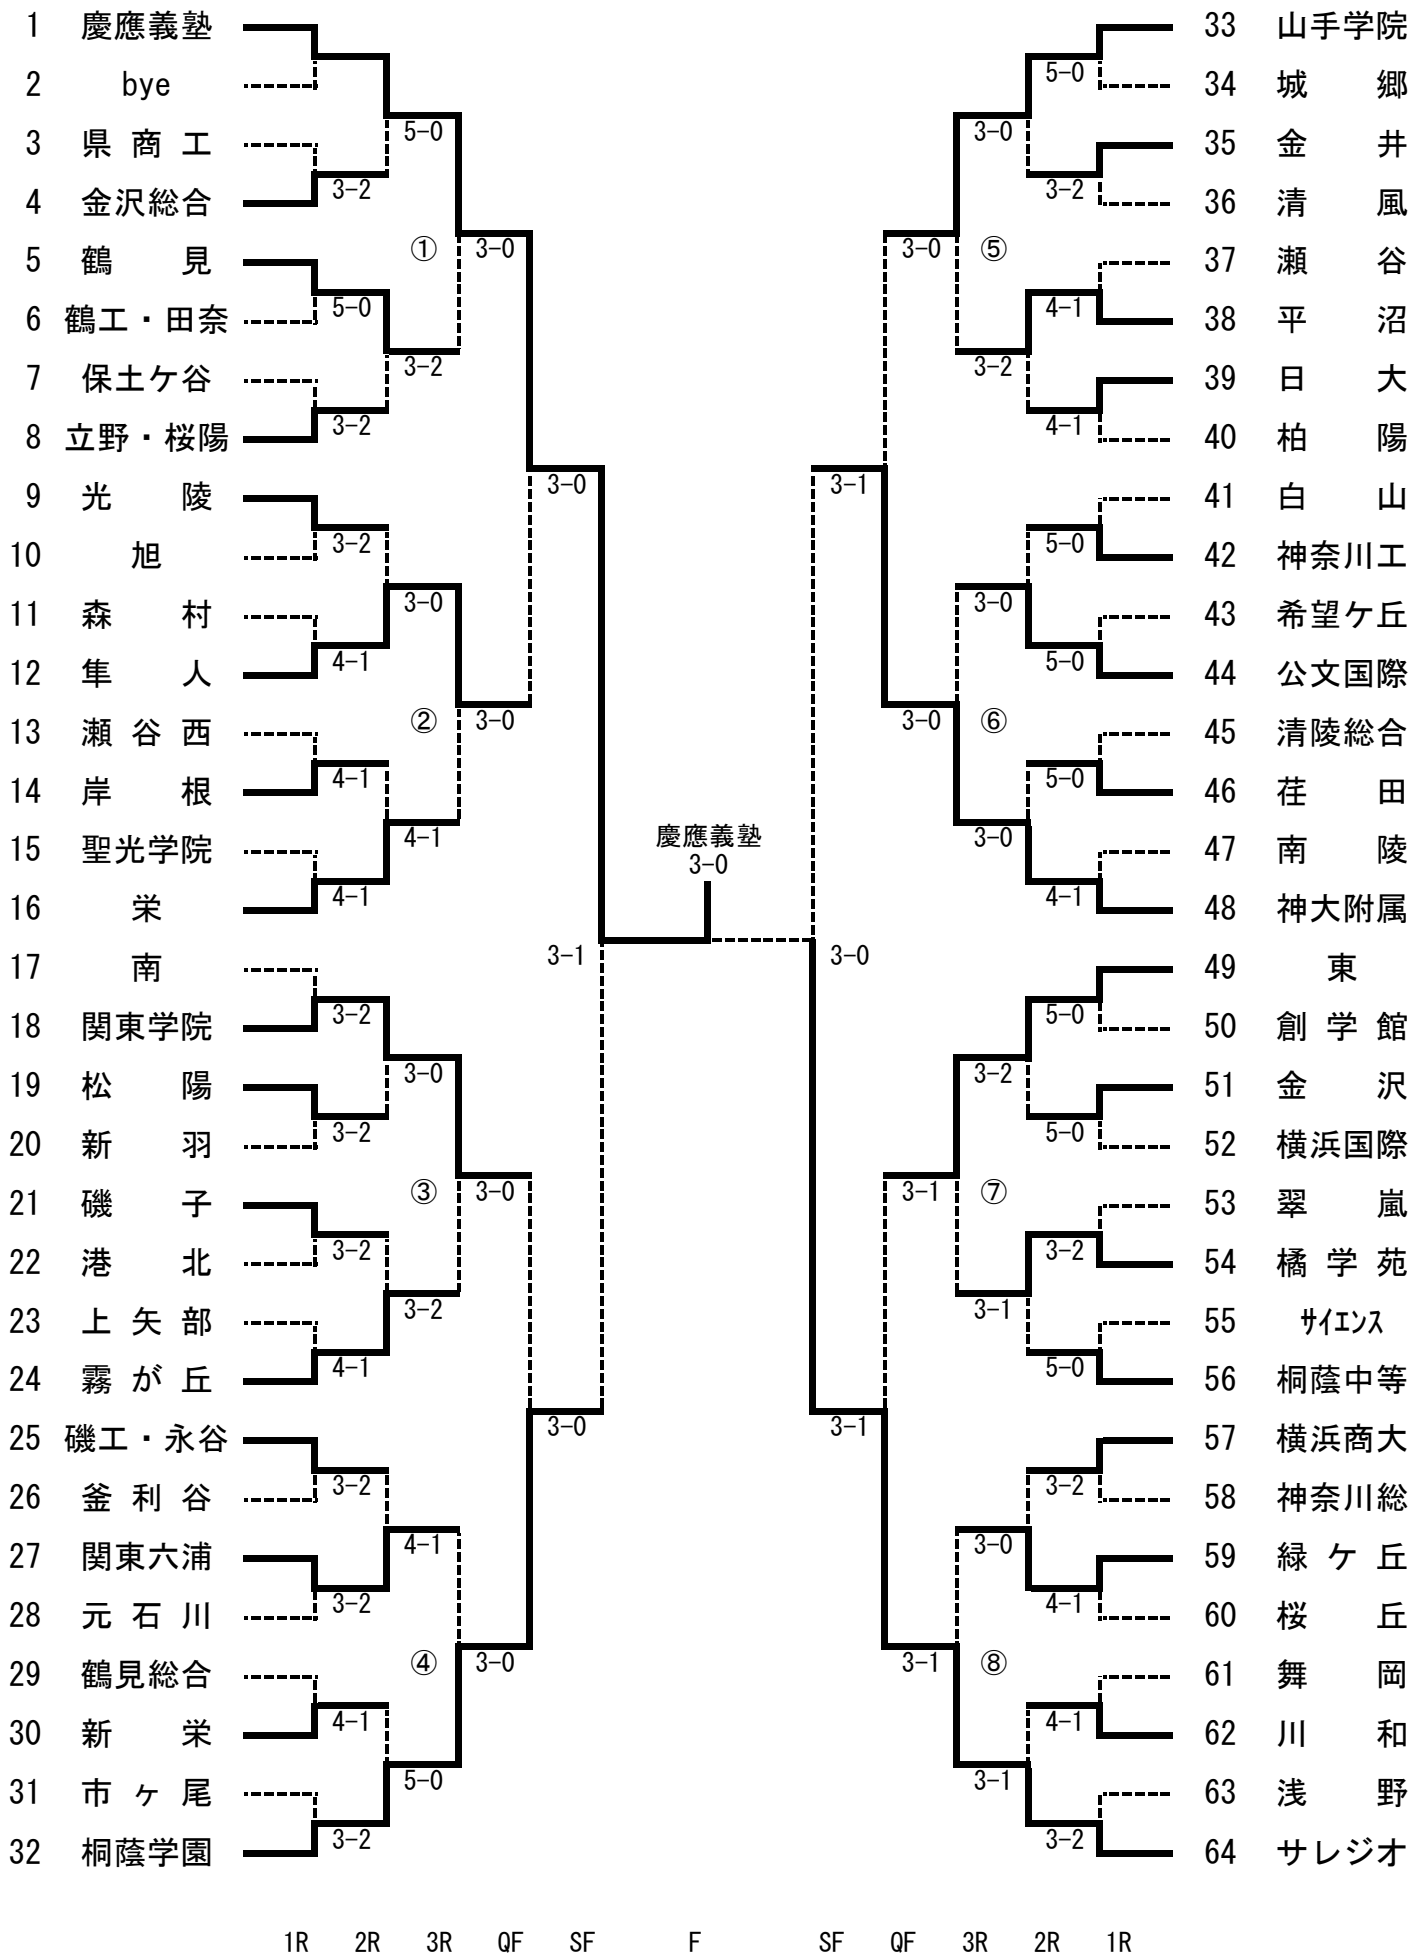 1 慶應義塾
2 bye
3 県商工
4 金沢総合
5 鶴見
6 鶴工・田奈
7 保土ケ谷
8 立野・桜陽
9 光陵
10 旭
11 森村
12 隼人
13 瀬谷西
14 岸根
15 聖光学院
16 栄
17 南
18 関東学院
19 松陽
20 新羽
21 磯子
22 港北
23 上矢部
24 霧が丘
25 磯工・永谷
26 釜利谷
27 関東六浦
28 元石川
29 鶴見総合
30 新栄
31 市ヶ尾
32 桐蔭学園
3-2
5-0
3-2
3-2
4-1
4-1
4-1
3-2
3-2
3-2
4-1
3-2
3-2
4-1
3-2
5-0
3-2
3-0
4-1
3-0
3-2
4-1
5-0
①
②
③
④
3-0
3-0
3-0
3-0
3-0
3-0
3-1
慶應義塾
3-0
3-0
3-1
3-1
3-0
3-0
3-1
3-1
⑤
⑥
⑦
⑧
3-0
3-2
3-0
3-0
3-2
3-1
3-0
3-1
5-0
3-2
4-1
4-1
5-0
5-0
5-0
4-1
5-0
5-0
3-2
5-0
3-2
4-1
4-1
3-2
33 山手学院
34 城郷
35 金井
36 清風
37 瀬谷
38 平沼
39 日大
40 柏陽
41 白山
42 神奈川工
43 希望ケ丘
44 公文国際
45 清陵総合
46 荏田
47 南陵
48 神大附属
49 東
50 創学館
51 金沢
52 横浜国際
53 翠嵐
54 橘学苑
55 サイエンス
56 桐蔭中等
57 横浜商大
58 神奈川総
59 緑ケ丘
60 桜丘
61 舞岡
62 川和
63 浅野
64 サレジオ
1R 2R 3R QF SF F SF QF 3R 2R 1R